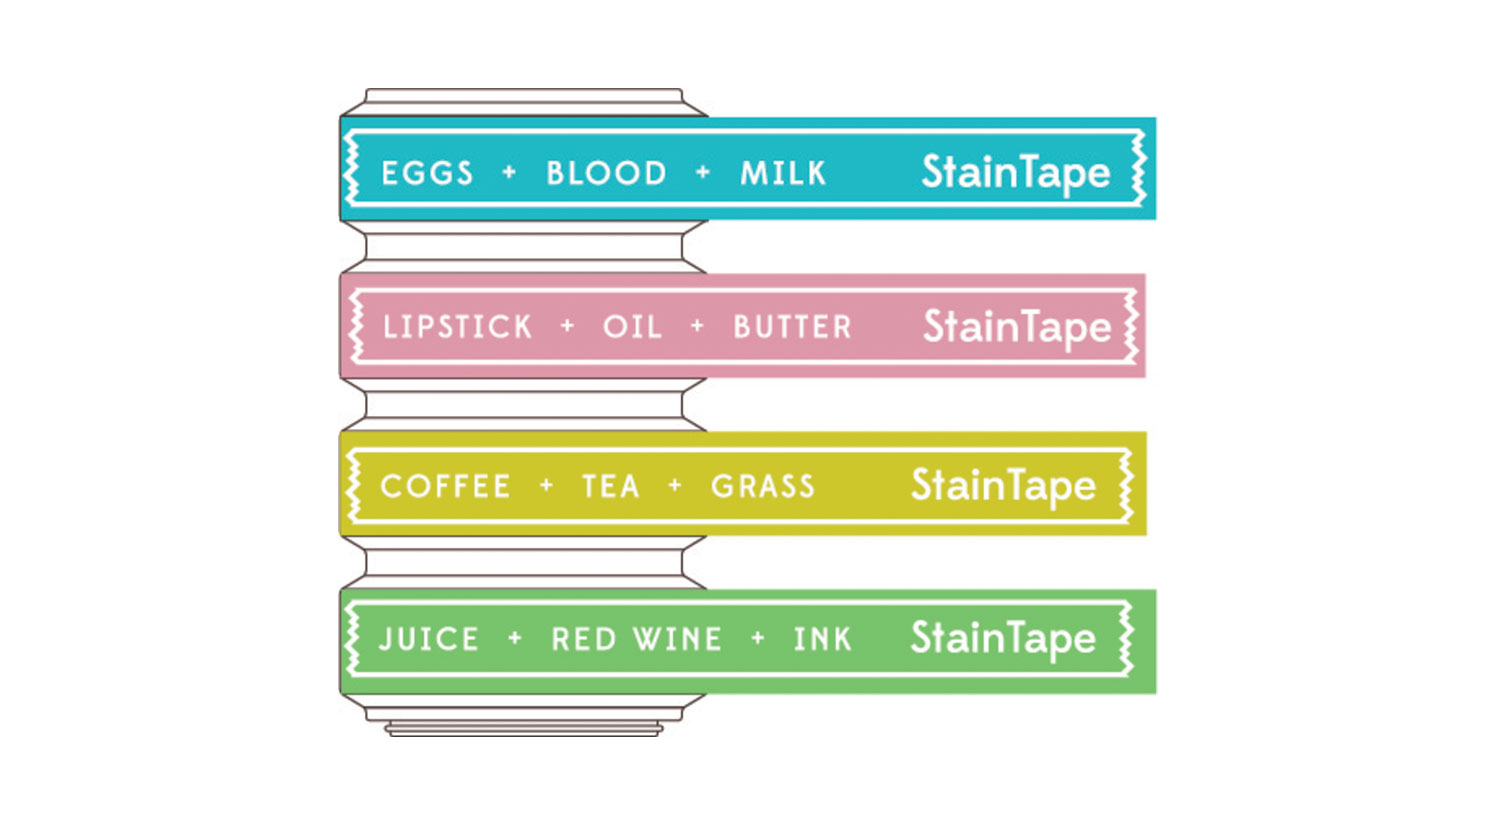 EGGS + BLOOD + MILK StainTape
LIPSTICK + OIL + BUTTER StainTape
COFFEE + TEA + GRASS StainTape
JUICE + RED WINE + INK StainTape